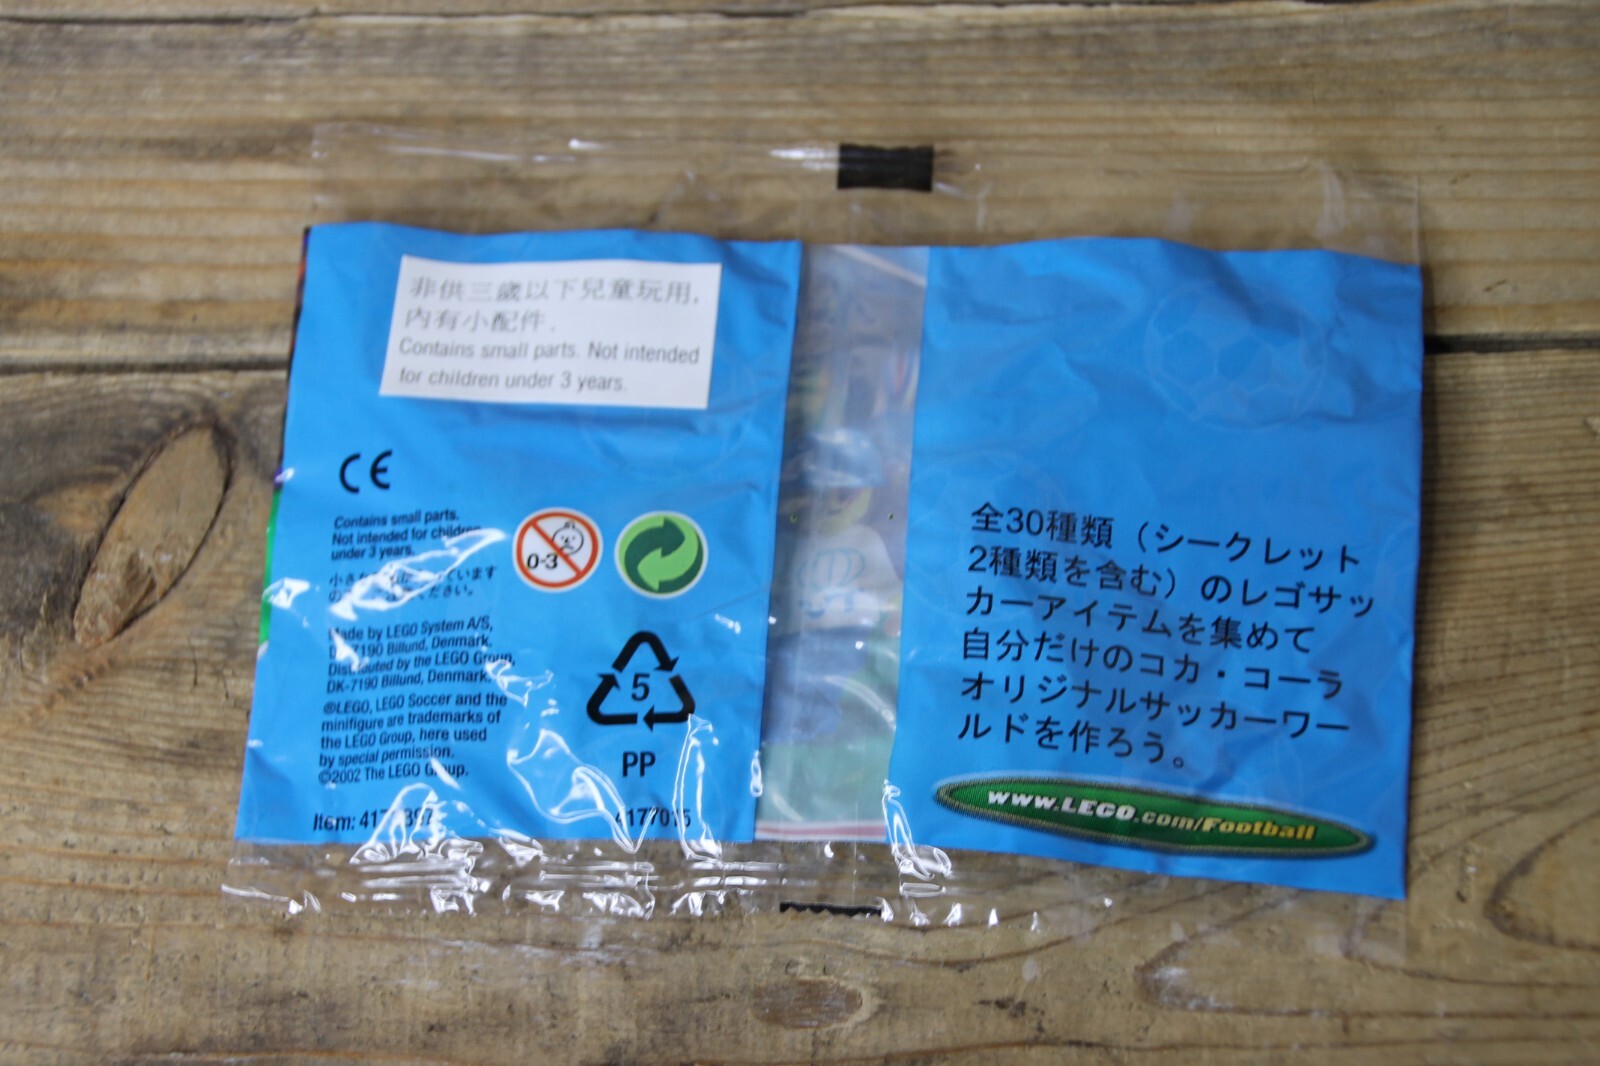 非供三歲以下兒童玩用,
內有小配件.
Contains small parts. Not intended
for children under 3 years.
CE
Contains small parts.
Not intended for children
under 3 years.
0-3
Made by LEGO System A/S,
DK-7190 Billund, Denmark.
Distributed by the LEGO Group,
DK-7190 Billund, Denmark.
®LEGO, LEGO Soccer and the
minifigure are trademarks of
the LEGO Group, here used
by special permission.
©2002 The LEGO Group.
5
PP
Item:
4177015
全30種類（シークレット
2種類を含む）のレゴサッ
カーアイテムを集めて
自分だけのコカ・コーラ
オリジナルサッカーワー
ルドを作ろう。
www.LEGO.com/Football